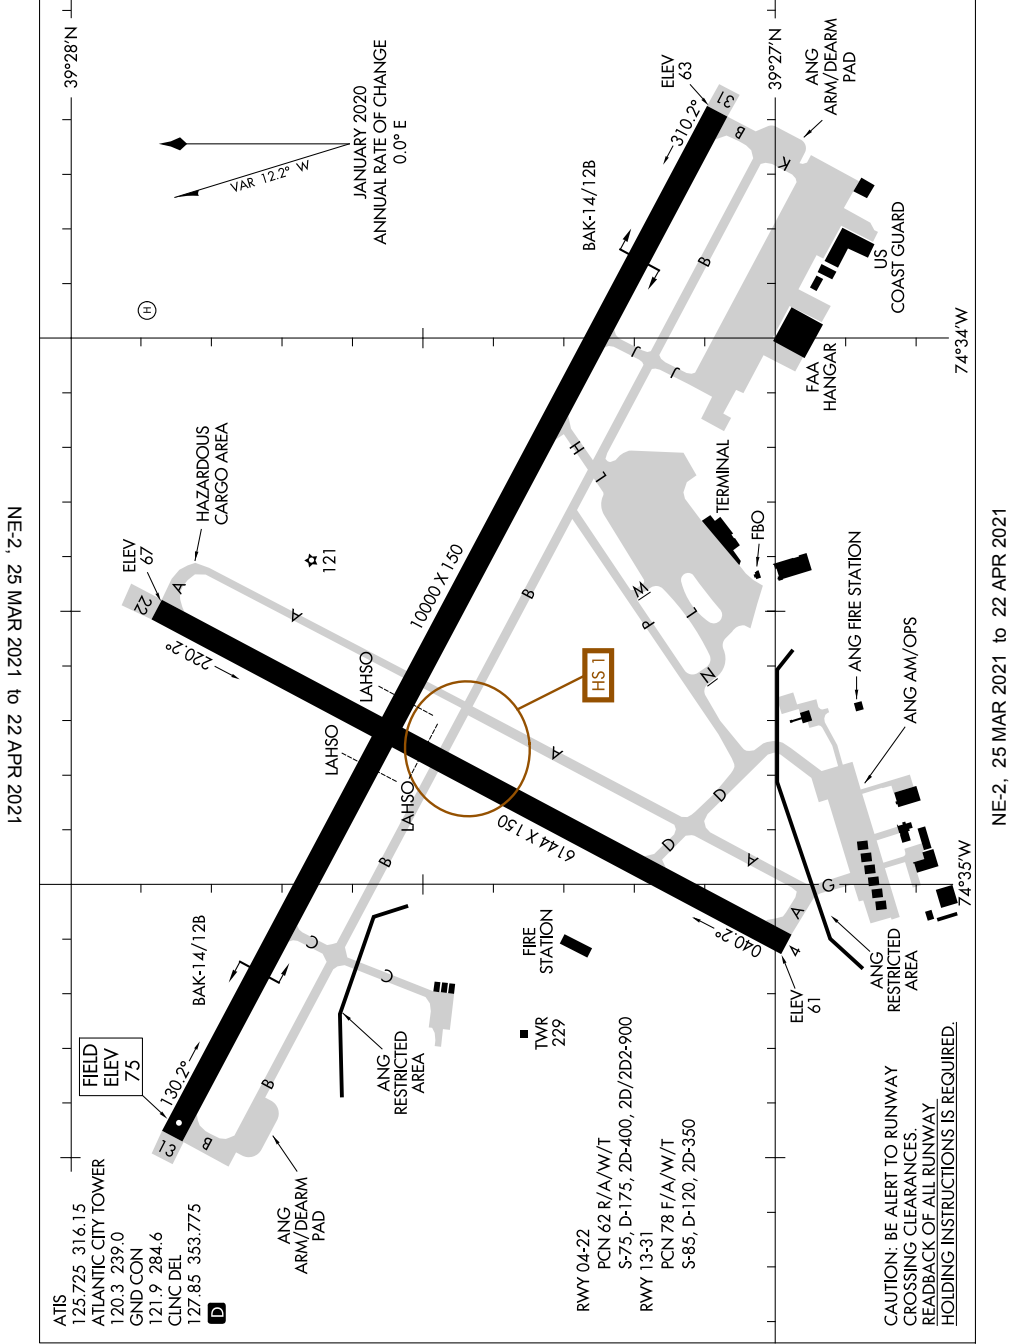 39°28'N
39°27'N
JANUARY 2020
ANNUAL RATE OF CHANGE
0.0° E
VAR 12.2° W
ELEV
63
31
310.2°
ANG
ARM/DEARM
PAD
B
K
BAK-14/12B
B
US
COAST GUARD
H
FAA
HANGAR
74°34'W
J
J
HAZARDOUS
CARGO AREA
H
L
TERMINAL
FBO
ELEV
67
22
A
220.2°
121
A
10000 X 150
B
M
P
L
N
ANG FIRE STATION
LAHSO
HS 1
LAHSO
LAHSO
A
ANG AM/OPS
6144 X 150
D
D
A
B
G
74°35'W
A
4
040.2°
ELEV
61
ANG
RESTRICTED
AREA
BAK-14/12B
C
C
FIRE
STATION
TWR
229
FIELD
ELEV
75
130.2°
B
ANG
RESTRICTED
AREA
13
B
ANG
ARM/DEARM
PAD
ATIS
125.725 316.15
ATLANTIC CITY TOWER
120.3 239.0
GND CON
121.9 284.6
CLNC DEL
127.85 353.775
D
RWY 04-22
PCN 62 R/A/W/T
S-75, D-175, 2D-400, 2D/2D2-900
RWY 13-31
PCN 78 F/A/W/T
S-85, D-120, 2D-350
CAUTION: BE ALERT TO RUNWAY
CROSSING CLEARANCES.
READBACK OF ALL RUNWAY
HOLDING INSTRUCTIONS IS REQUIRED.
NE-2, 25 MAR 2021 to 22 APR 2021
NE-2, 25 MAR 2021 to 22 APR 2021